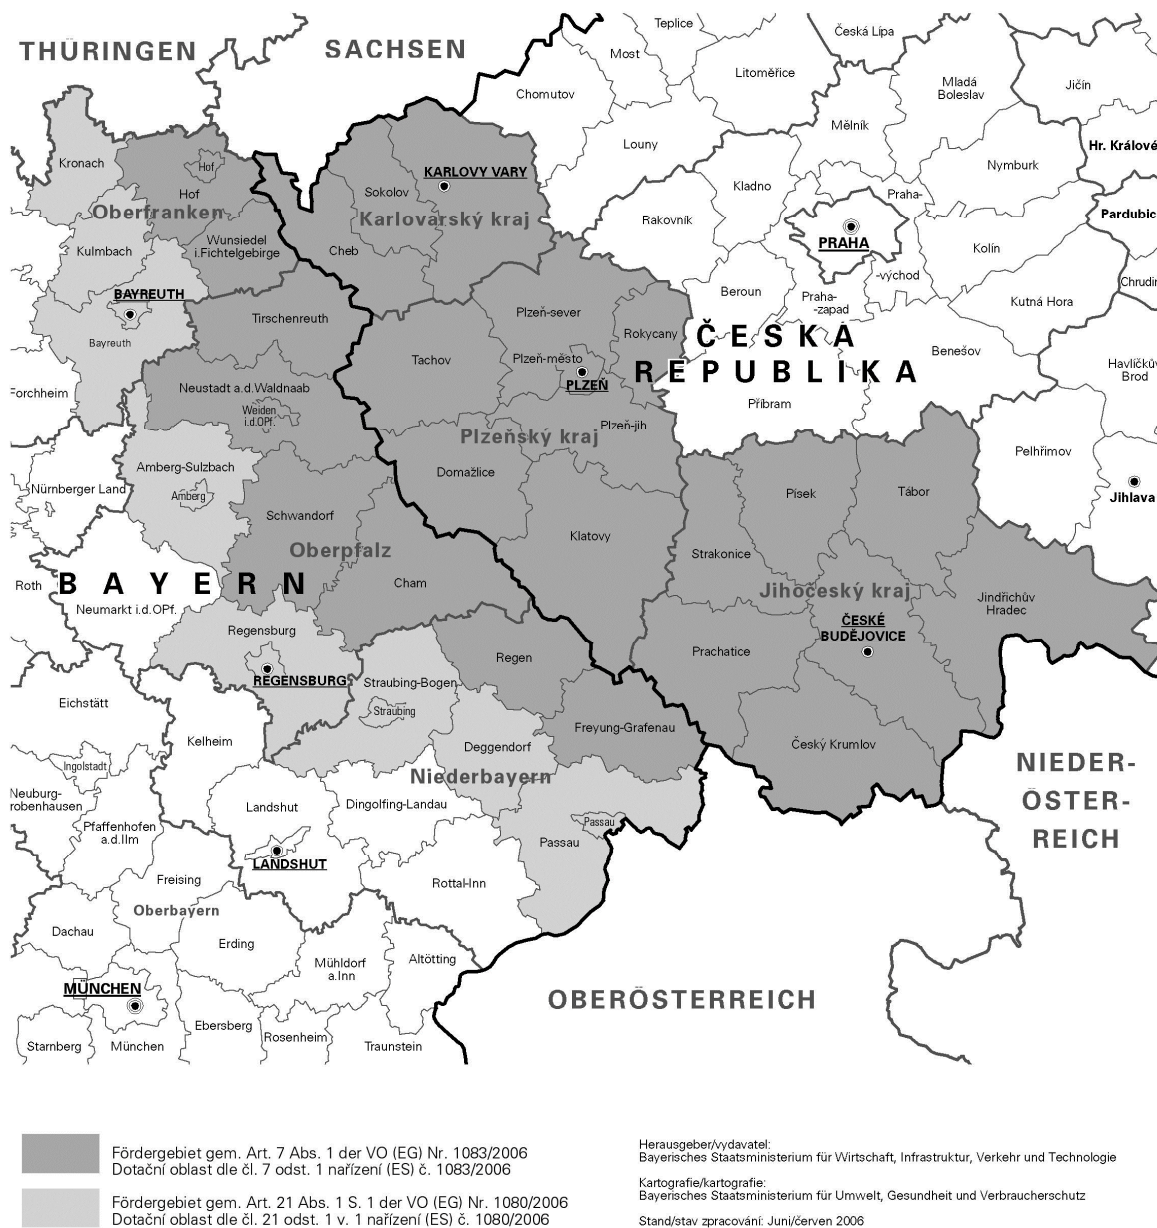 THÜRINGEN
SACHSEN
Teplice
Česká Lípa
Most
Litoměřice
Mladá
Boleslav
Jičín
Chomutov
Mělník
Louny
Hr. Králové
Kronach
Hof
Hof
KARLOVY VARY
Nymburk
Sokolov
Kladno
Praha-
Oberfranken
Karlovarský kraj
Rakovník
Pardubic
PRAHA
Wunsiedel
i.Fichtelgebirge
Kulmbach
Cheb
Kolín
-východ
Beroun
Praha-
-zapad
Kutná Hora
Chrudin
BAYREUTH
Bayreuth
Tirschenreuth
Plzeň-sever
Rokycany
ČESKÁ
REPUBLIKA
Benešov
Tachov
Plzeň-město
PLZEŇ
Havlíčkův
Brod
Forchheim
Neustadt a.d.Waldnaab
Weiden
i.d.OPf.
Příbram
Plzeň-jih
Plzeňský kraj
Pelhřimov
Amberg-Sulzbach
Amberg
Domažlice
Nürnberger Land
Písek
Tábor
Jihlava
Schwandorf
Klatovy
Oberpfalz
Strakonice
Roth
BAYERN
Cham
Jihočeský kraj
Jindřichův
Hradec
Neumarkt i.d.OPf.
Regensburg
ČESKÉ
BUDĚJOVICE
Regen
Prachatice
REGENSBURG
Straubing-Bogen
Straubing
Eichstätt
Freyung-Grafenau
Kelheim
Deggendorf
Český Krumlov
Ingolstadt
Niederbayern
NIEDER-
ÖSTER-
REICH
Neuburg-
robenhausen
Landshut
Dingolfing-Landau
Pfaffenhofen
a.d.Ilm
Passau
Passau
LANDSHUT
Freising
Rottal-Inn
Oberbayern
Dachau
Erding
Mühldorf
a.Inn
Altötting
MÜNCHEN
OBERÖSTERREICH
Ebersberg
Rosenheim
Starnberg
München
Traunstein
Fördergebiet gem. Art. 7 Abs. 1 der VO (EG) Nr. 1083/2006
Dotační oblast dle čl. 7 odst. 1 nařízení (ES) č. 1083/2006
Fördergebiet gem. Art. 21 Abs. 1 S. 1 der VO (EG) Nr. 1080/2006
Dotační oblast dle čl. 21 odst. 1 v. 1 nařízení (ES) č. 1080/2006
Herausgeber/vydavatel:
Bayerisches Staatsministerium für Wirtschaft, Infrastruktur, Verkehr und Technologie
Kartografie/kartografie:
Bayerisches Staatsministerium für Umwelt, Gesundheit und Verbraucherschutz
Stand/stav zpracování: Juni/červen 2006